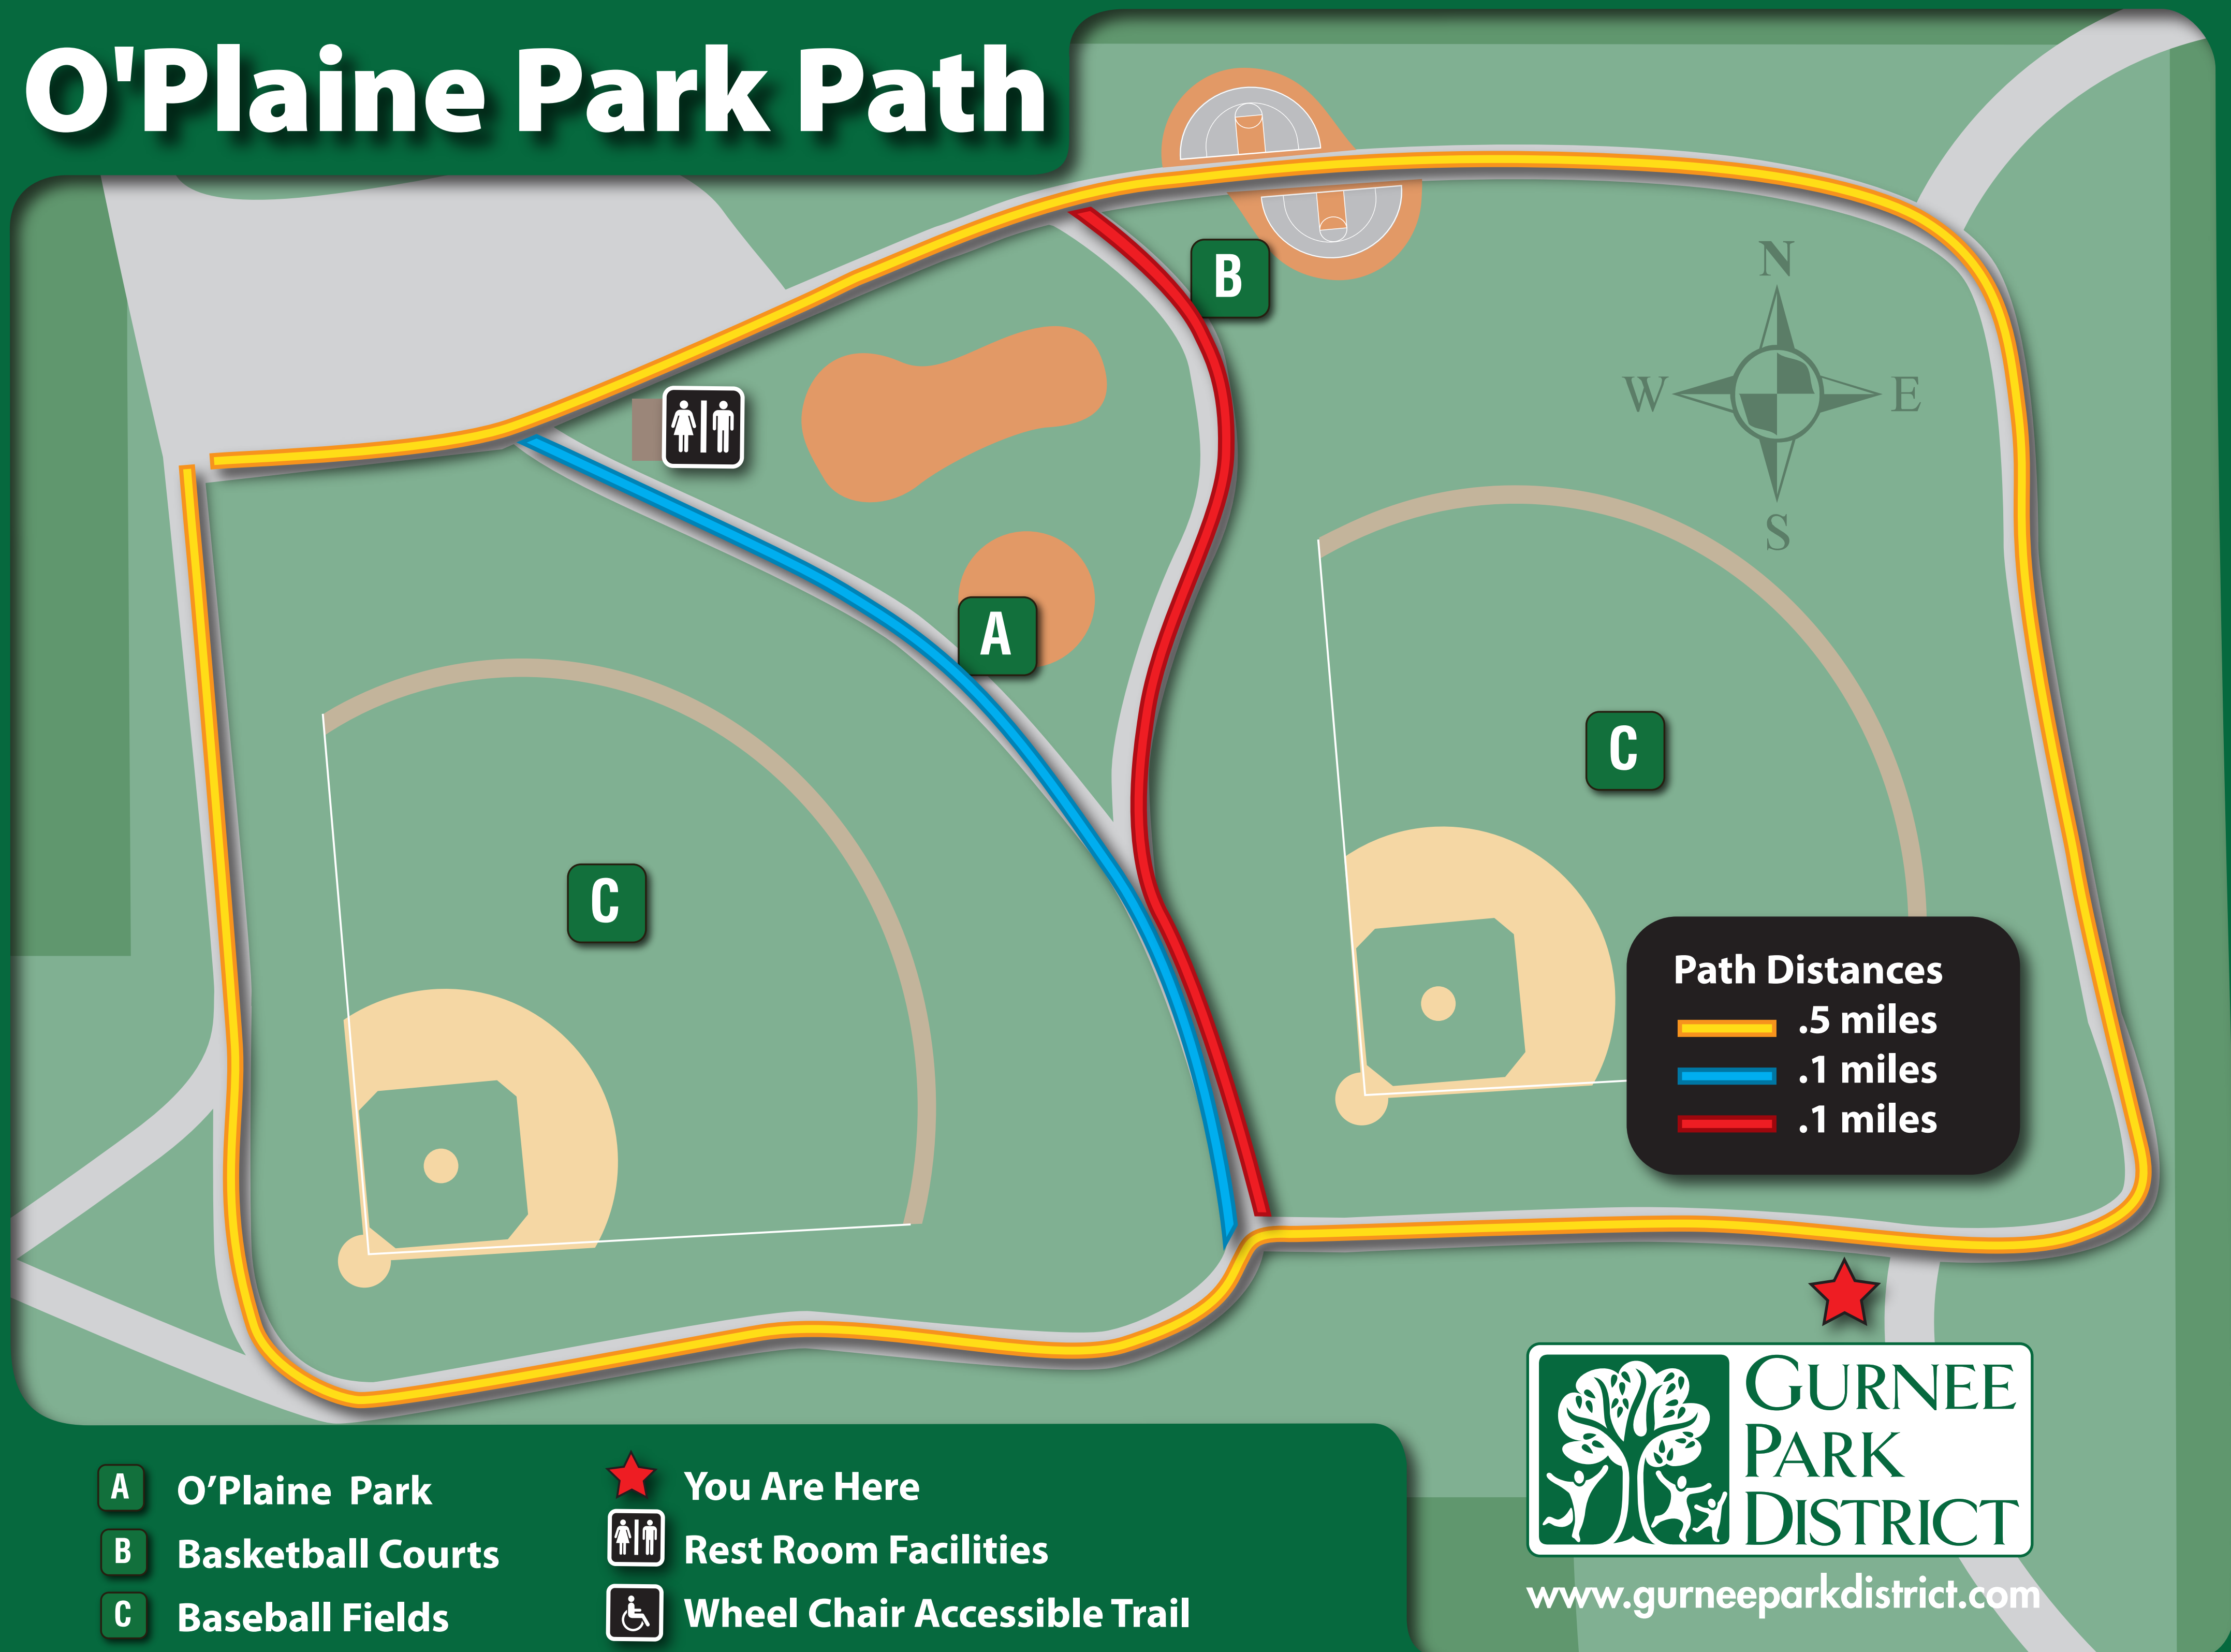 O'Plaine Park Path
N
W
E
S
B
A
C
C
Path Distances
.5 miles
.1 miles
.1 miles
GURNEE
PARK
DISTRICT
www.gurneeparkdistrict.com
A O’Plaine Park
B Basketball Courts
C Baseball Fields
You Are Here
Rest Room Facilities
Wheel Chair Accessible Trail